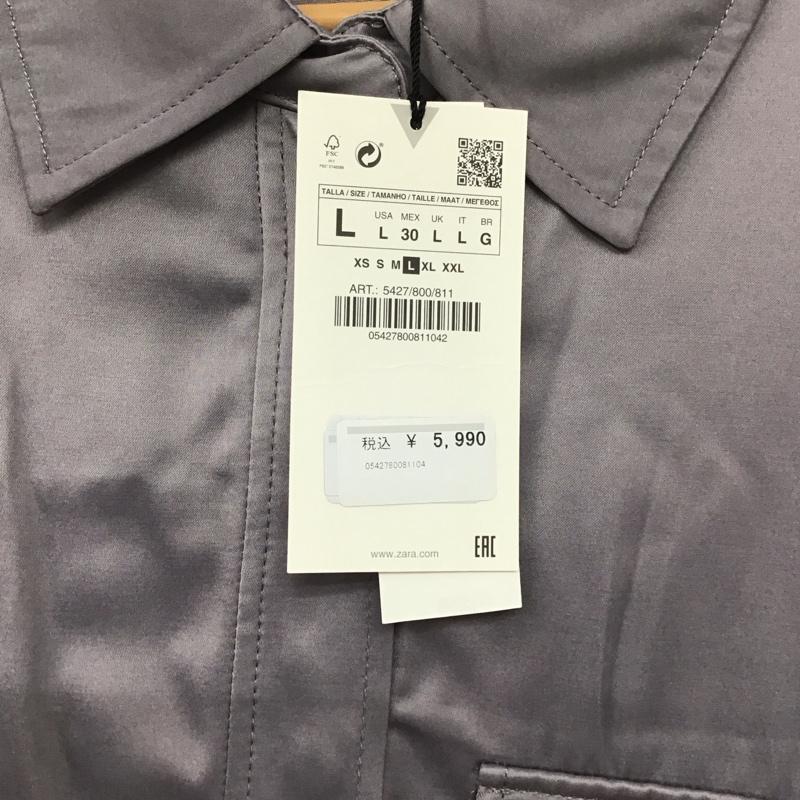 FSC
TALLA / SIZE / TAMANHO / TAILLE / MAAT / ΜΕΓΕΘΟΣ
L USA MEX UK IT BR
L 30 L L G
XS S M L XL XXL
ART.: 5427/800/811
05427800811042
税込 ¥ 5,990
0542780081104
www.zara.com
EAC